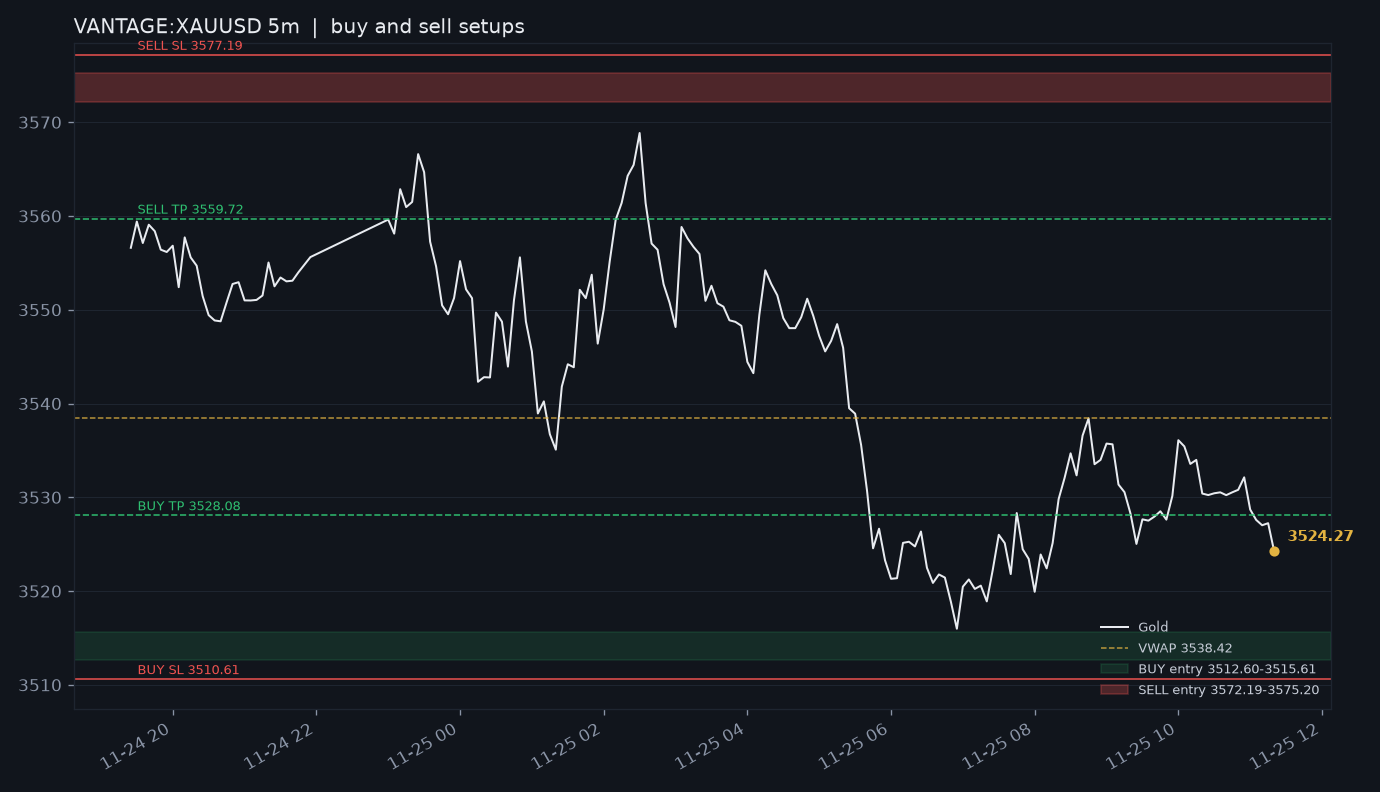 VANTAGE:XAUUSD 5m | buy and sell setups
SELL SL 3577.19
3570
SELL TP 3559.72
3560
3550
3540
3530
BUY TP 3528.08
3524.27
3520
Gold
VWAP 3538.42
BUY entry 3512.60-3515.61
SELL entry 3572.19-3575.20
BUY SL 3510.61
3510
11-24 20
11-24 22
11-25 00
11-25 02
11-25 04
11-25 06
11-25 08
11-25 10
11-25 12